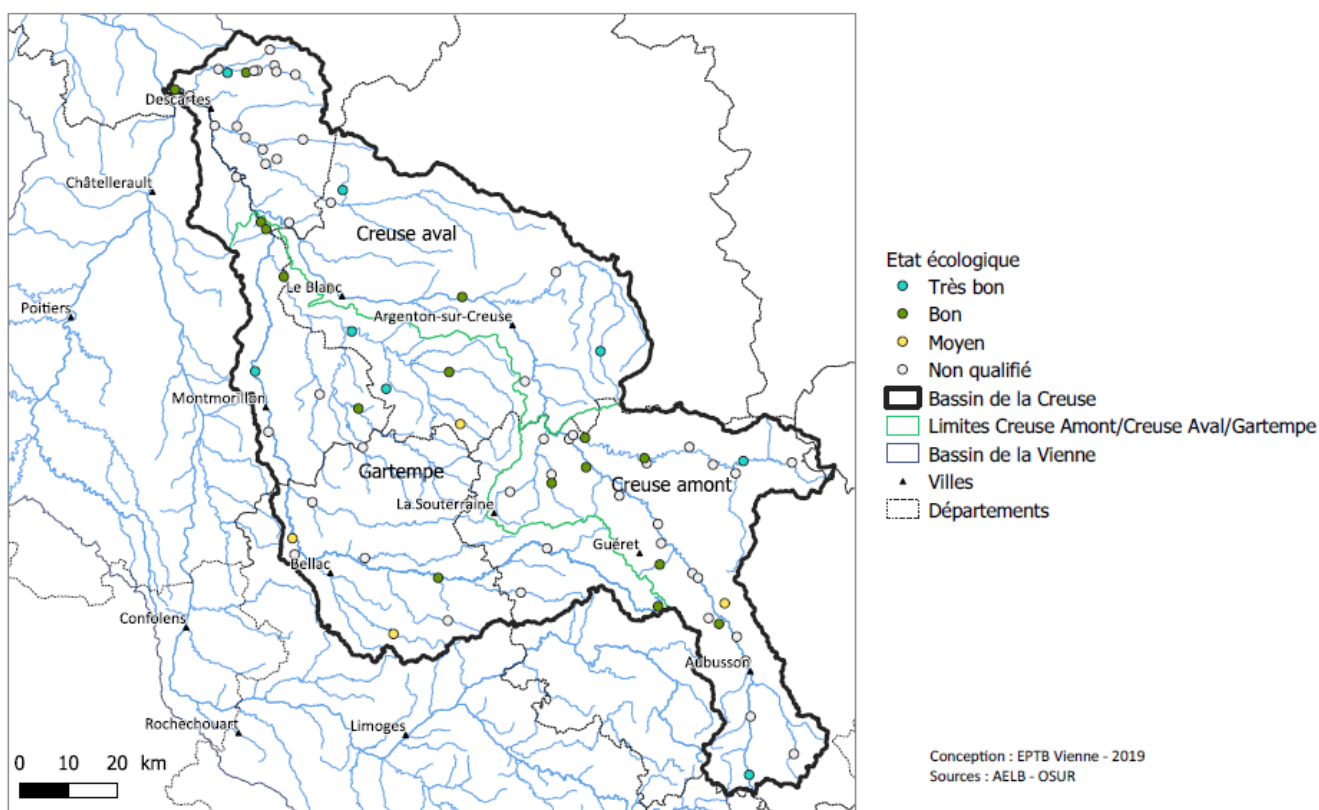 Descartes
Châtellerault
Creuse aval
Le Blanc
Poitiers
Argenton-sur-Creuse
Montmorillon
Gartempe
Creuse amont
La Souterraine
Guéret
Bellac
Confolens
Aubusson
Rochechouart
Limoges
0 10 20 km
Etat écologique
Très bon
Bon
Moyen
Non qualifié
Bassin de la Creuse
Limites Creuse Amont/Creuse Aval/Gartempe
Bassin de la Vienne
Villes
Départements
Conception : EPTB Vienne - 2019
Sources : AELB - OSUR